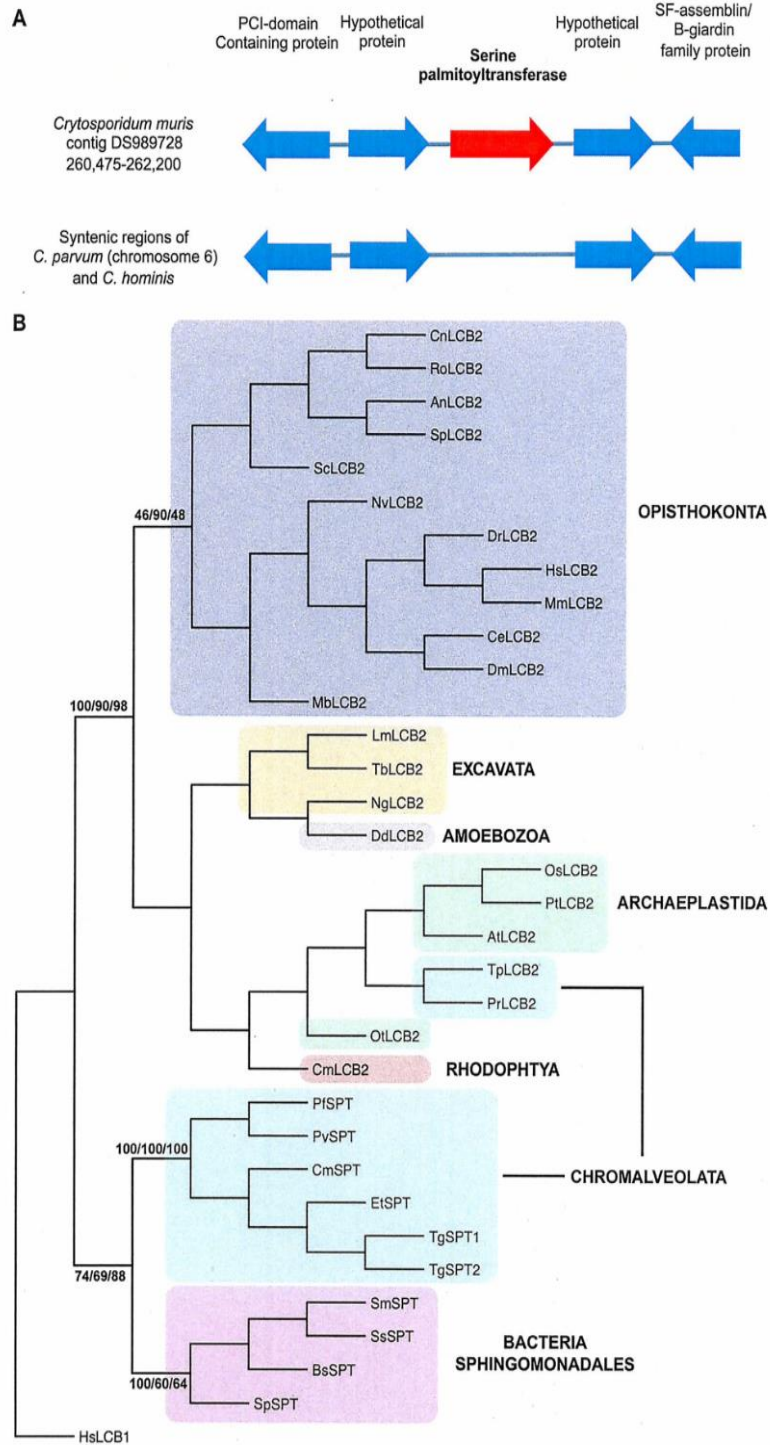 A
PCI-domain
Containing protein
Hypothetical
protein
Serine
palmitoyltransferase
Hypothetical
protein
SF-assemblin/
B-giardin
family protein
Crytosporidum muris
contig DS989728
260,475-262,200
Syntenic regions of
C. parvum (chromosome 6)
and C. hominis
B
CnLCB2
RoLCB2
AnLCB2
SpLCB2
ScLCB2
46/90/48
NvLCB2
OPISTHOKONTA
DrLCB2
HsLCB2
MmLCB2
CeLCB2
DmLCB2
MbLCB2
100/90/98
LmLCB2
TbLCB2
EXCAVATA
NgLCB2
DdLCB2
AMOEBOZOA
OsLCB2
PtLCB2
ARCHAEPLASTIDA
AtLCB2
TpLCB2
PrLCB2
OtLCB2
CmLCB2
RHODOPHTYA
PfSPT
PvSPT
100/100/100
CmSPT
CHROMALVEOLATA
EtSPT
TgSPT1
TgSPT2
74/69/88
SmSPT
SsSPT
BACTERIA
SPHINGOMONADALES
BsSPT
100/60/64
SpSPT
HsLCB1